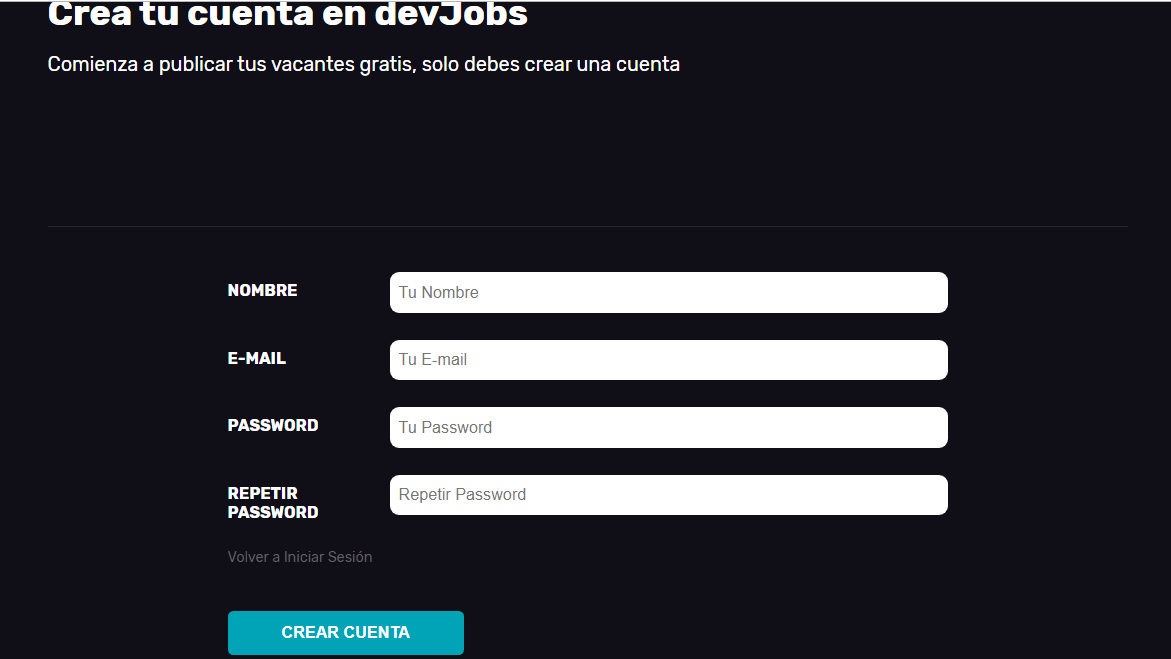 Crea tu cuenta en devJobs
Comienza a publicar tus vacantes gratis, solo debes crear una cuenta
NOMBRE
Tu Nombre
E-MAIL
Tu E-mail
PASSWORD
Tu Password
REPETIR
PASSWORD
Repetir Password
Volver a Iniciar Sesión
CREAR CUENTA